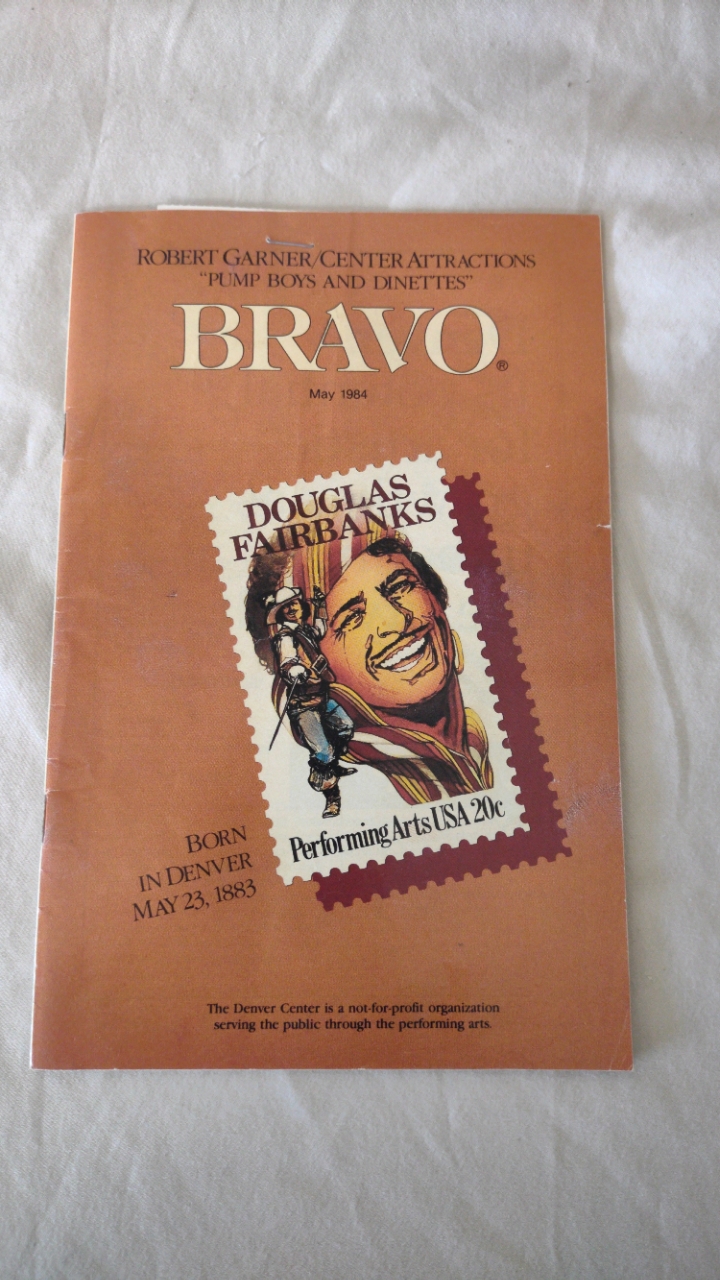 ROBERT GARNER/CENTER ATTRACTIONS
"PUMP BOYS AND DINETTES"
BRAVO®
May 1984
DOUGLAS
FAIRBANKS
Performing Arts USA 20c
BORN
IN DENVER
MAY 23, 1883
The Denver Center is a not-for-profit organization
serving the public through the performing arts.